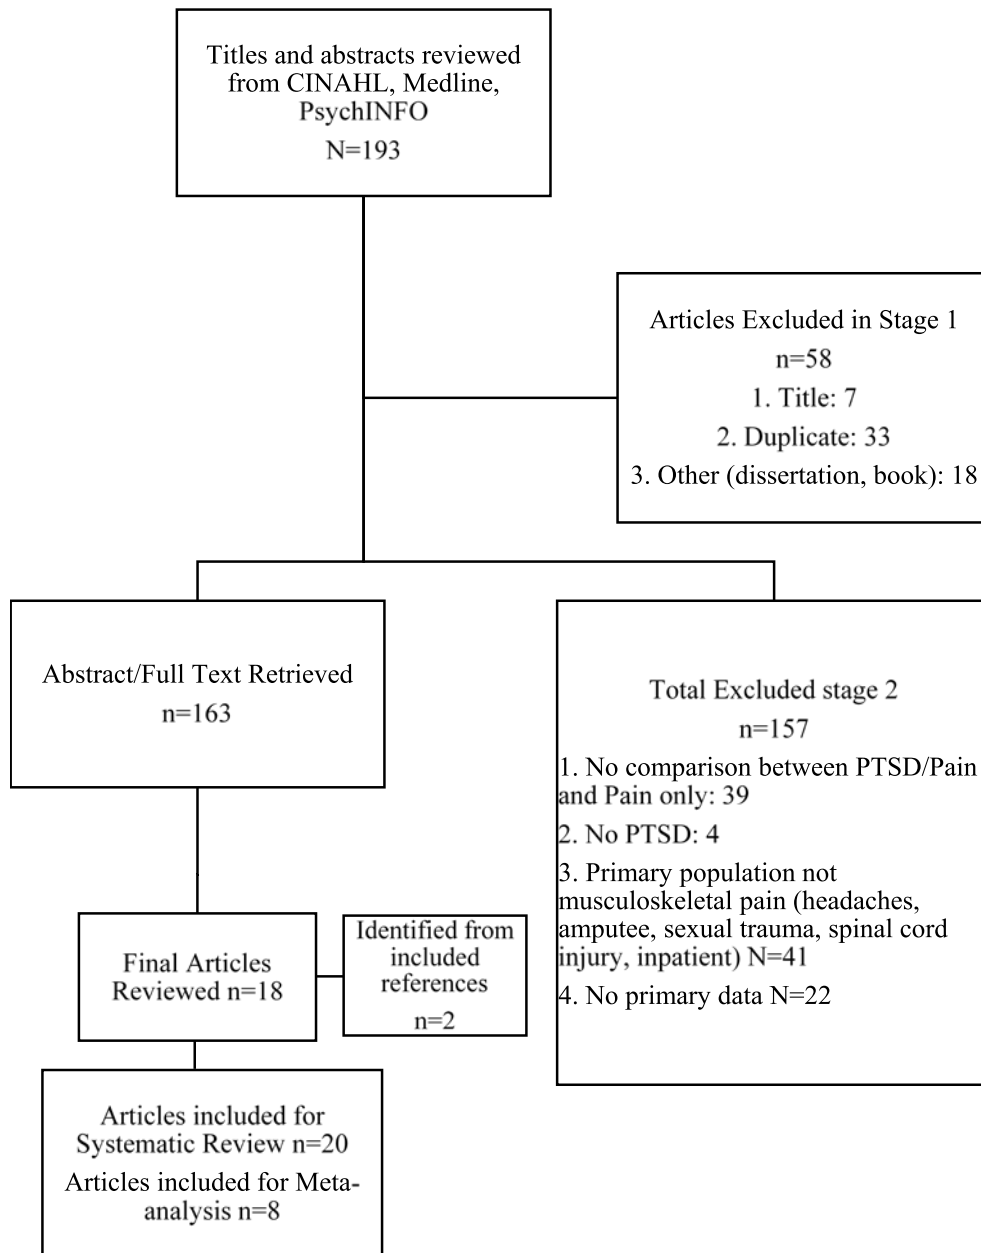 Titles and abstracts reviewed
from CINAHL, Medline,
PsychINFO
N=193
Articles Excluded in Stage 1
n=58
1. Title: 7
2. Duplicate: 33
3. Other (dissertation, book): 18
Abstract/Full Text Retrieved
n=163
Total Excluded stage 2
n=157
1. No comparison between PTSD/Pain
and Pain only: 39
2. No PTSD: 4
3. Primary population not
musculoskeletal pain (headaches,
amputee, sexual trauma, spinal cord
injury, inpatient) N=41
4. No primary data N=22
Final Articles
Reviewed n=18
Identified from
included
references
n=2
Articles included for
Systematic Review n=20
Articles included for Meta-
analysis n=8